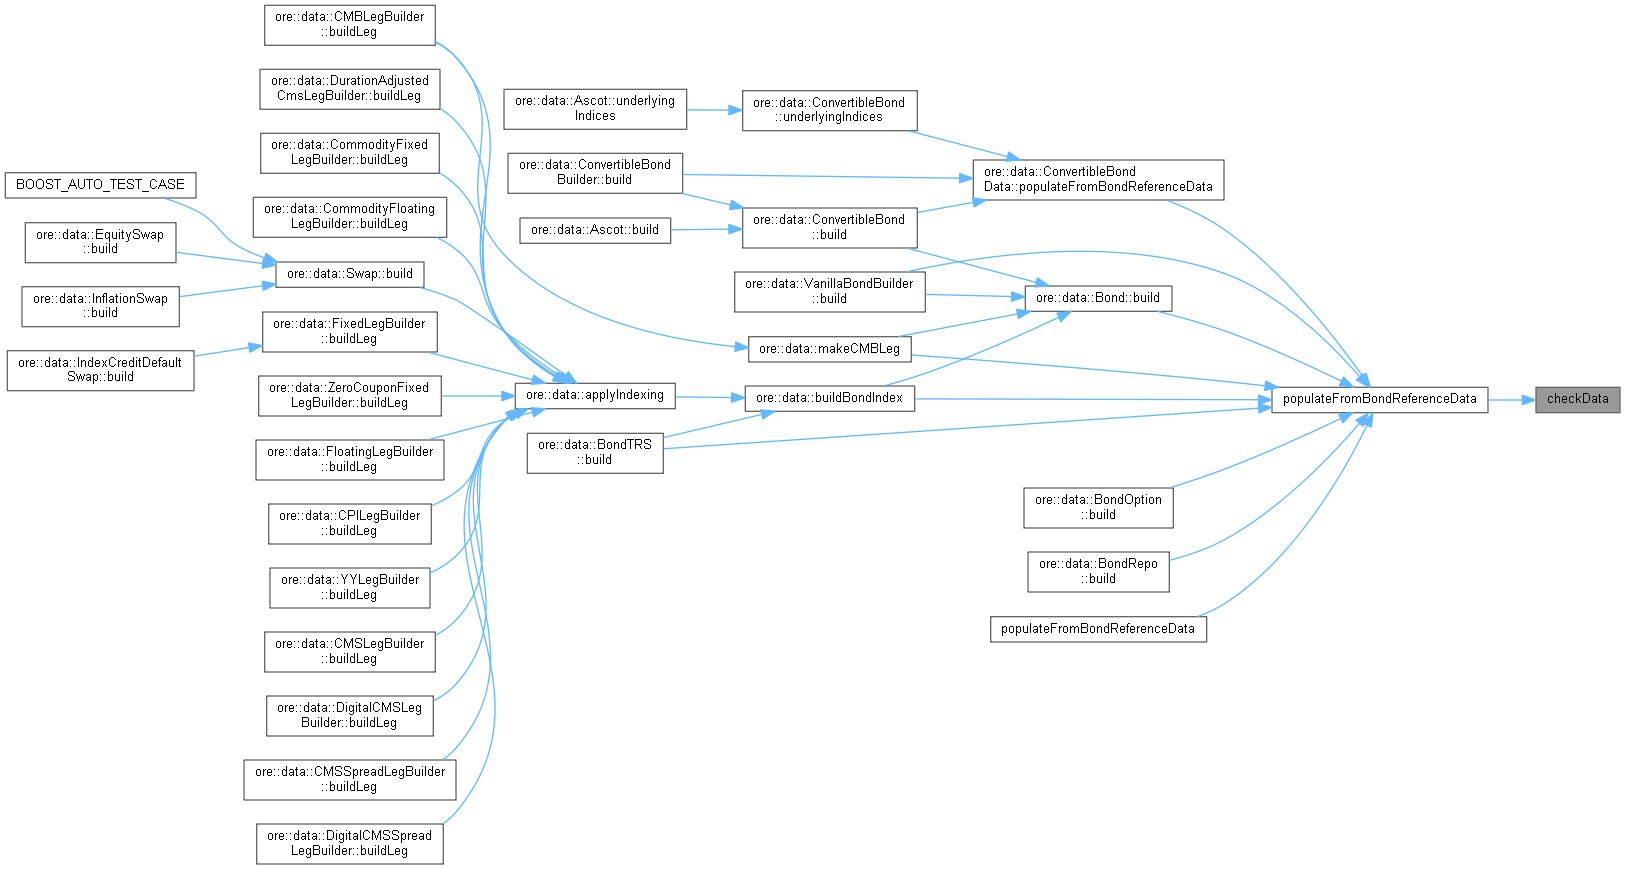 ore::data::CMBLegBuilder
::buildLeg
ore::data::DurationAdjusted
CmsLegBuilder::buildLeg
ore::data::CommodityFixed
LegBuilder::buildLeg
BOOST_AUTO_TEST_CASE
ore::data::CommodityFloating
LegBuilder::buildLeg
ore::data::EquitySwap
::build
ore::data::Swap::build
ore::data::InflationSwap
::build
ore::data::FixedLegBuilder
::buildLeg
ore::data::IndexCreditDefault
Swap::build
ore::data::ZeroCouponFixed
LegBuilder::buildLeg
ore::data::FloatingLegBuilder
::buildLeg
ore::data::CPILegBuilder
::buildLeg
ore::data::YYLegBuilder
::buildLeg
ore::data::CMSLegBuilder
::buildLeg
ore::data::DigitalCMSLeg
Builder::buildLeg
ore::data::CMSSpreadLegBuilder
::buildLeg
ore::data::DigitalCMSSpread
LegBuilder::buildLeg
ore::data::Ascot::underlying
Indices
ore::data::ConvertibleBond
Builder::build
ore::data::Ascot::build
ore::data::applyIndexing
ore::data::BondTRS
::build
ore::data::ConvertibleBond
::underlyingIndices
ore::data::ConvertibleBond
::build
ore::data::VanillaBondBuilder
::build
ore::data::makeCMBLeg
ore::data::buildBondIndex
ore::data::ConvertibleBond
Data::populateFromBondReferenceData
ore::data::Bond::build
ore::data::BondOption
::build
ore::data::BondRepo
::build
populateFromBondReferenceData
populateFromBondReferenceData
checkData